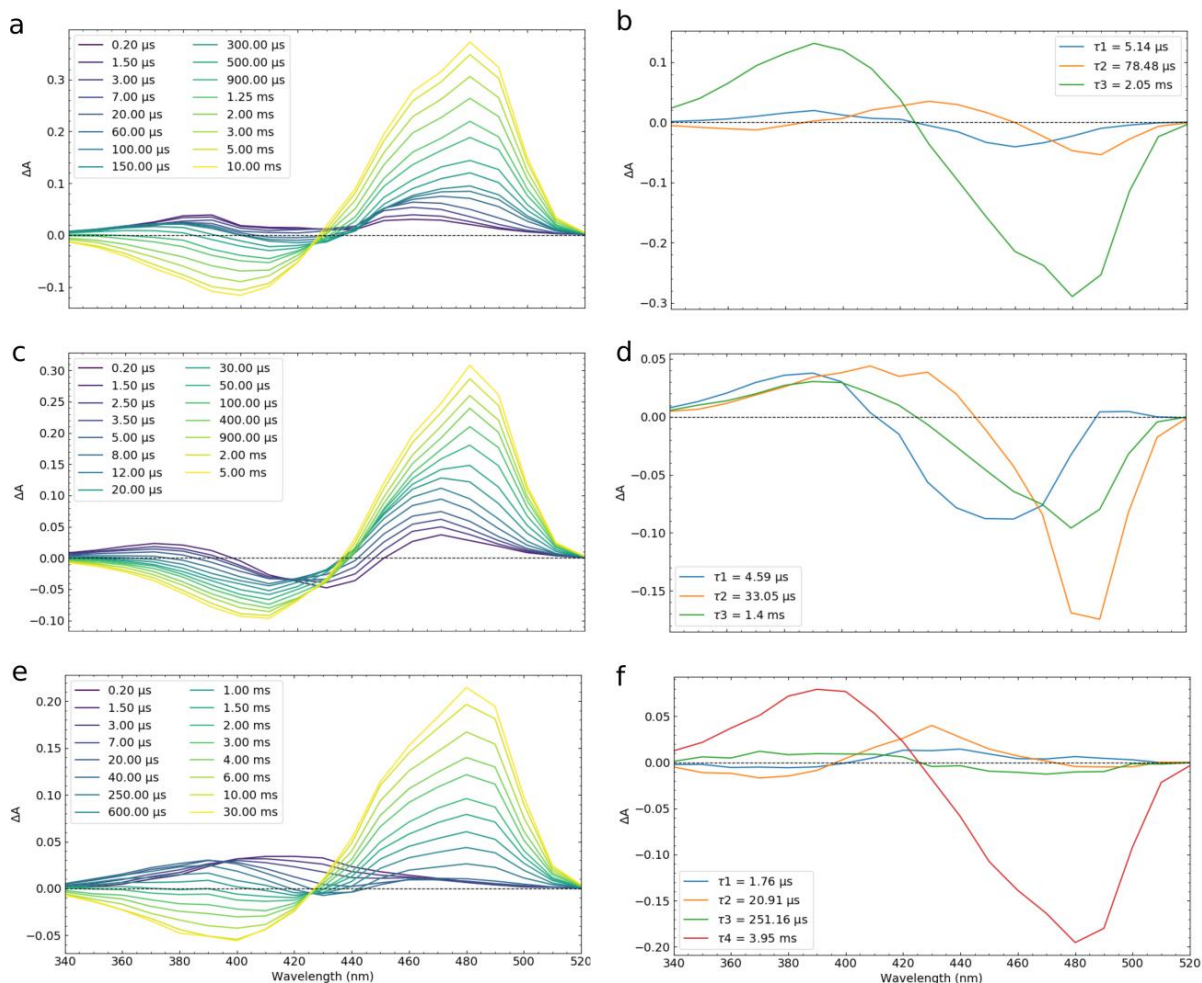 a
0.20 µs 300.00 µs
1.50 µs 500.00 µs
3.00 µs 900.00 µs
7.00 µs 1.25 ms
20.00 µs 2.00 ms
60.00 µs 3.00 ms
100.00 µs 5.00 ms
150.00 µs 10.00 ms
0.3
0.2
0.1
0.0
−0.1
ΔA
b
τ1 = 5.14 µs
τ2 = 78.48 µs
τ3 = 2.05 ms
0.1
0.0
−0.1
−0.2
−0.3
ΔA
c
0.20 µs 30.00 µs
1.50 µs 50.00 µs
2.50 µs 100.00 µs
3.50 µs 400.00 µs
5.00 µs 900.00 µs
8.00 µs 2.00 ms
12.00 µs 5.00 ms
20.00 µs
0.30
0.25
0.20
0.15
0.10
0.05
0.00
−0.05
−0.10
ΔA
d
0.05
0.00
−0.05
−0.10
−0.15
ΔA
τ1 = 4.59 µs
τ2 = 33.05 µs
τ3 = 1.4 ms
e
0.20 µs 1.00 ms
1.50 µs 1.50 ms
3.00 µs 2.00 ms
7.00 µs 3.00 ms
20.00 µs 4.00 ms
40.00 µs 6.00 ms
250.00 µs 10.00 ms
600.00 µs 30.00 ms
0.20
0.15
0.10
0.05
0.00
−0.05
ΔA
340 360 380 400 420 440 460 480 500 520
Wavelength (nm)
f
0.05
0.00
−0.05
−0.10
−0.15
−0.20
ΔA
τ1 = 1.76 µs
τ2 = 20.91 µs
τ3 = 251.16 µs
τ4 = 3.95 ms
340 360 380 400 420 440 460 480 500 520
Wavelength (nm)